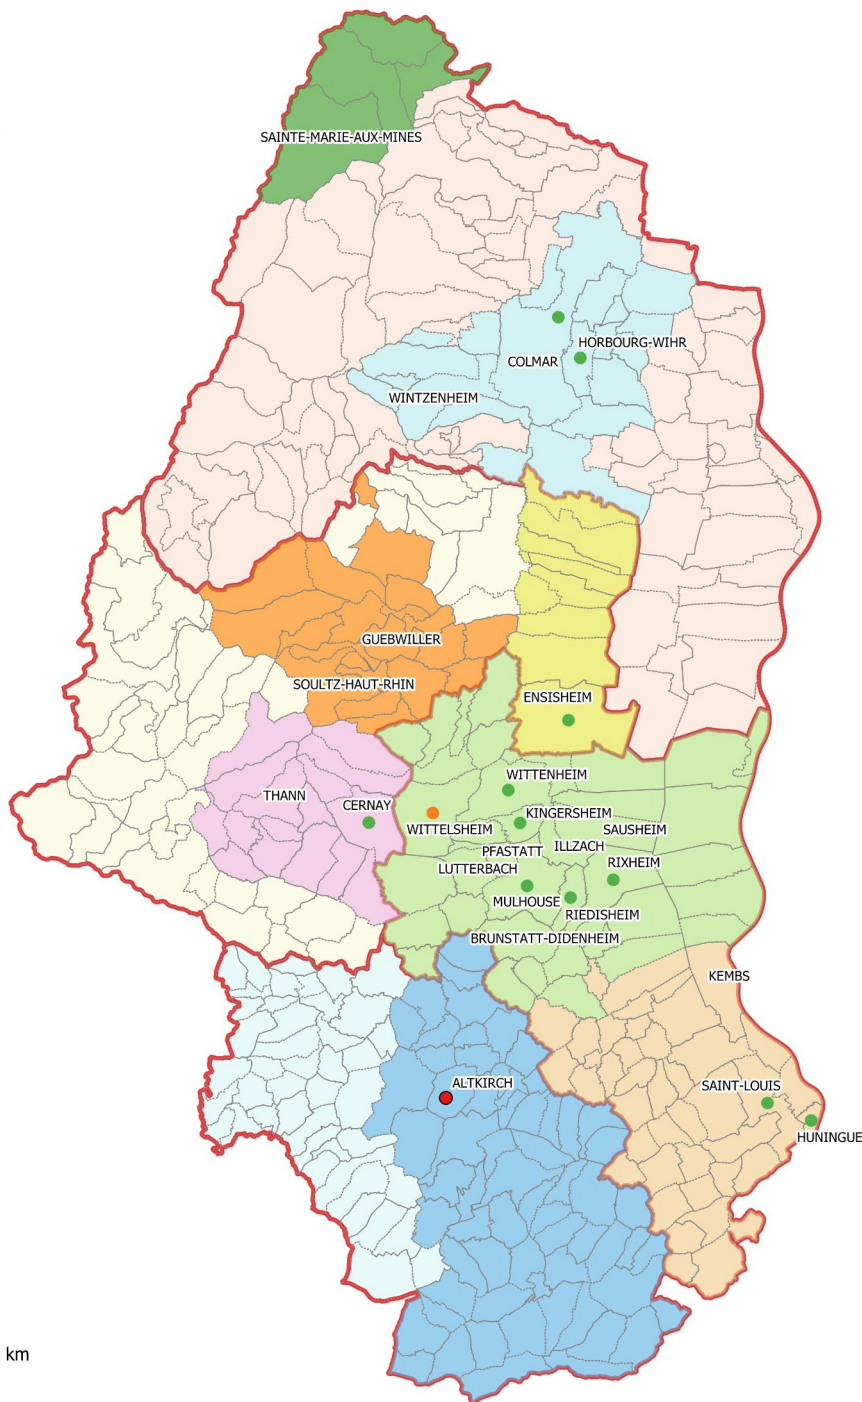 SAINTE-MARIE-AUX-MINES
HORBOURG-WIHR
COLMAR
WINTZENHEIM
GUEBWILLER
SOULTZ-HAUT-RHIN
ENSISHEIM
WITTENHEIM
THANN
CERNAY
KINGERSHEIM
WITTELSHEIM
SAUSHEIM
PFASTATT
ILLZACH
LUTTERBACH
RIXHEIM
MULHOUSE
RIEDISHEIM
BRUNSTATT-DIDENHEIM
KEMBS
ALTKIRCH
SAINT-LOUIS
HUNINGUE
km